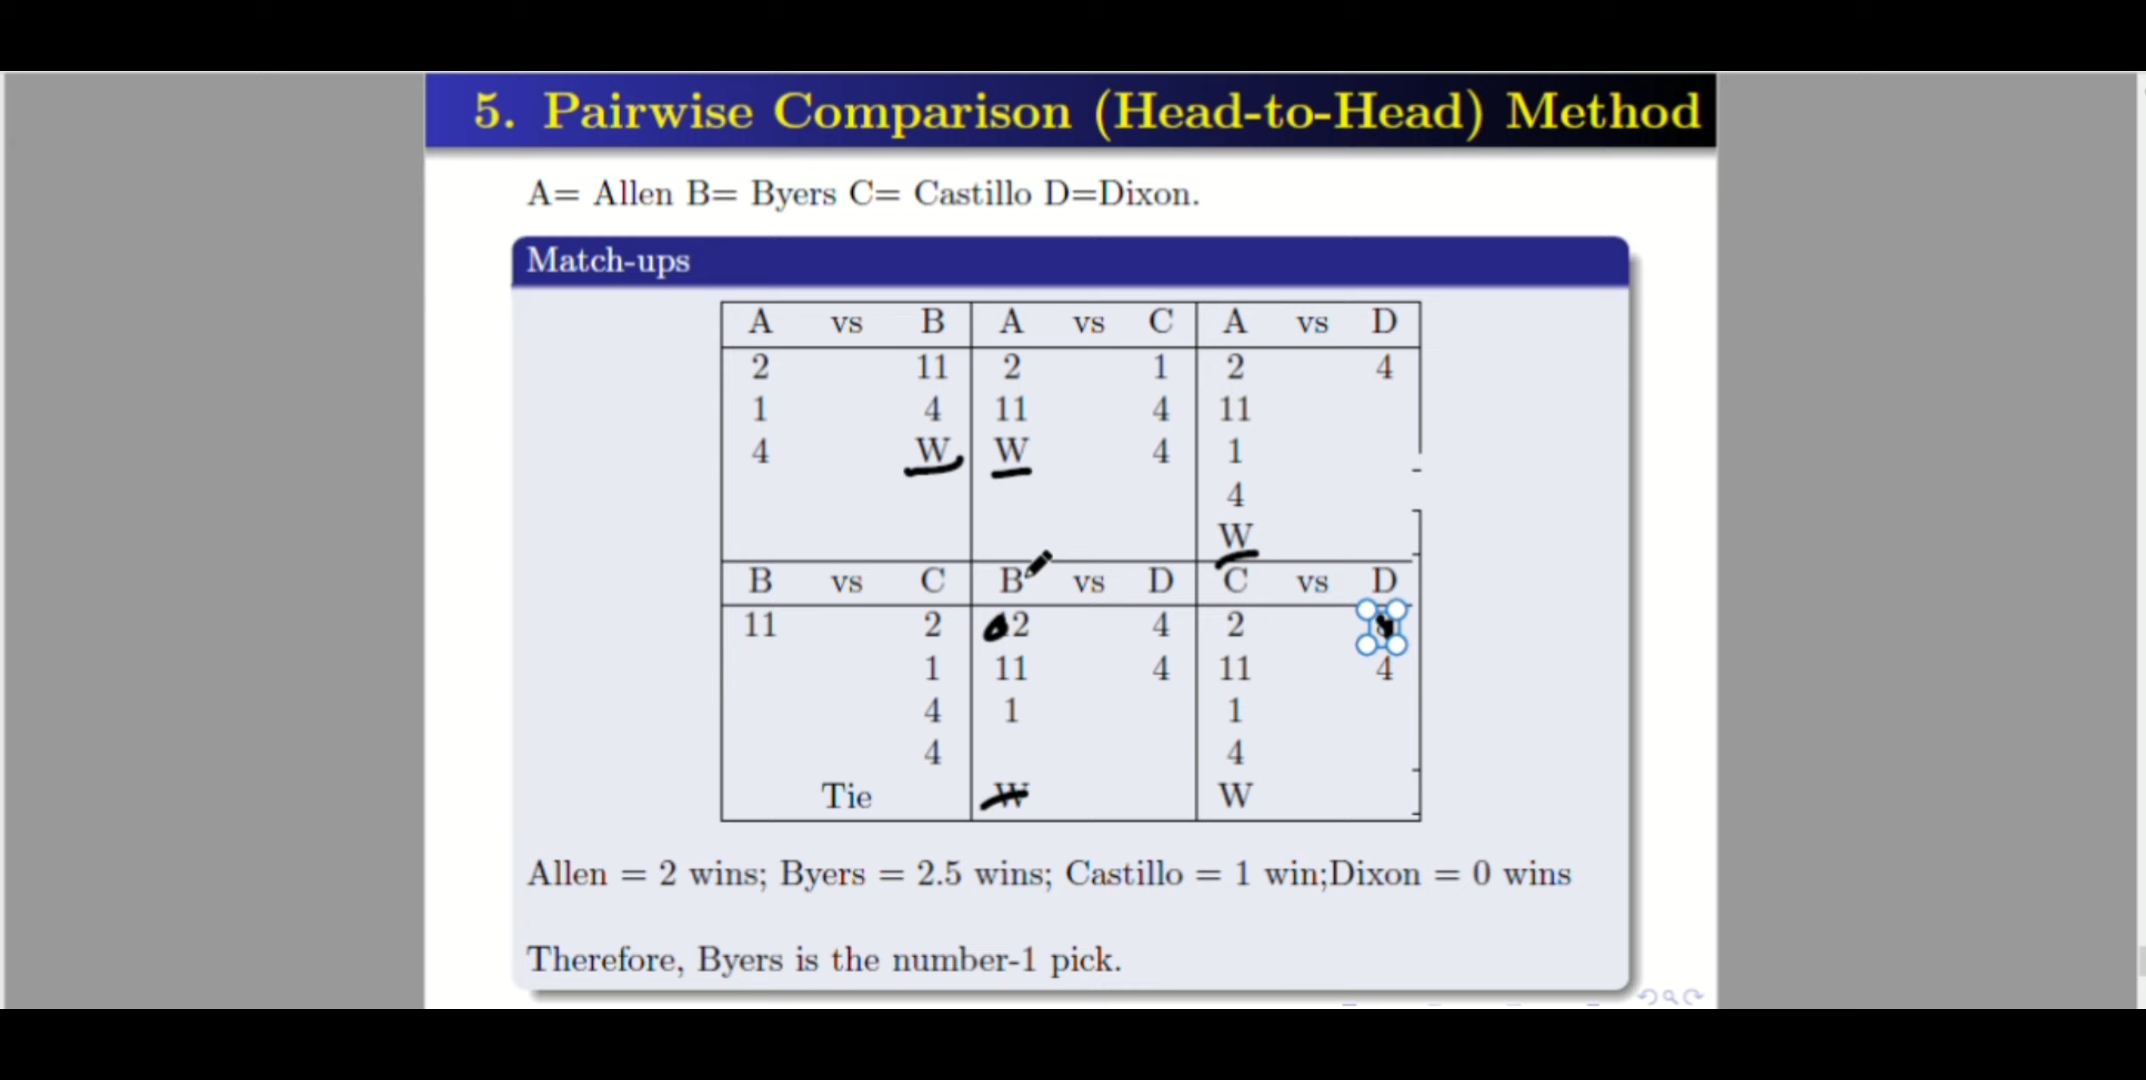 5. Pairwise Comparison (Head-to-Head) Method
A= Allen B= Byers C= Castillo D=Dixon.
Match-ups
A vs B A vs C A vs D
2 11 2 1 2 4
1 4 11 4 11
4 W W 4 1
4
W
B vs C B vs D C vs D
11 2 2 4 2
1 11 4 11 4
4 1 1
4 4
Tie W W
Allen = 2 wins; Byers = 2.5 wins; Castillo = 1 win;Dixon = 0 wins
Therefore, Byers is the number-1 pick.